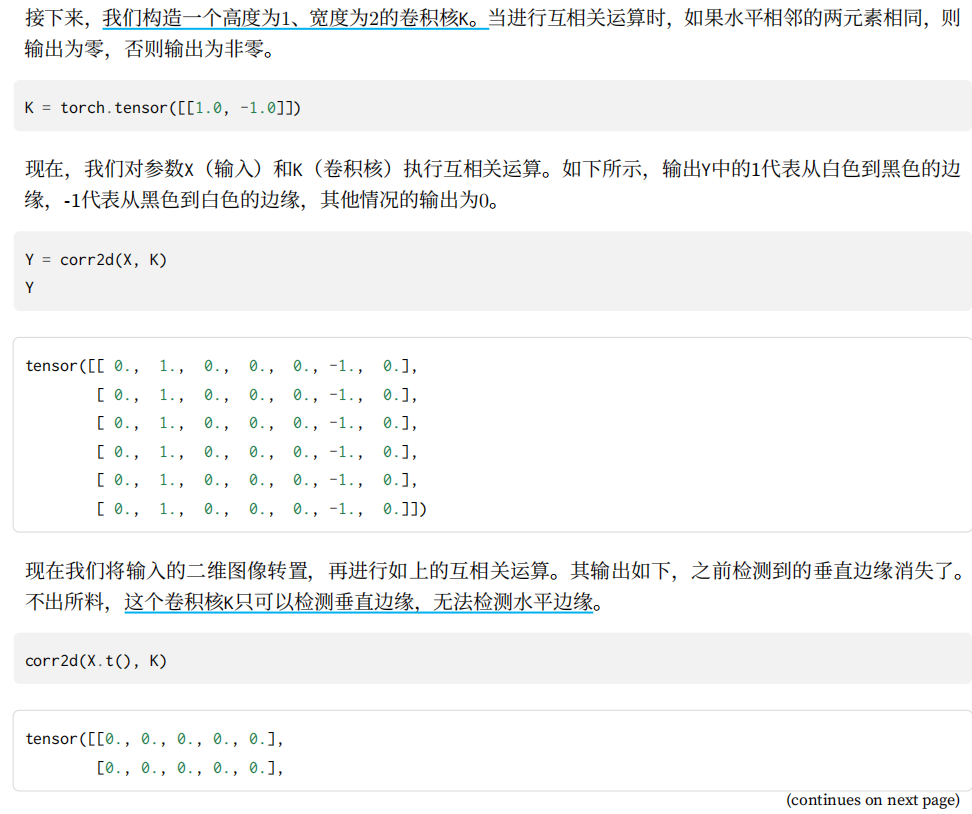 接下来，我们构造一个高度为1、宽度为2的卷积核K。当进行互相关运算时，如果水平相邻的两元素相同，则
输出为零，否则输出为非零。
K = torch.tensor([[1.0, -1.0]])
现在，我们对参数X（输入）和K（卷积核）执行互相关运算。如下所示，输出Y中的1代表从白色到黑色的边
缘，-1代表从黑色到白色的边缘，其他情况的输出为0。
Y = corr2d(X, K)
Y
tensor([[ 0.,  1.,  0.,  0.,  0., -1.,  0.],
        [ 0.,  1.,  0.,  0.,  0., -1.,  0.],
        [ 0.,  1.,  0.,  0.,  0., -1.,  0.],
        [ 0.,  1.,  0.,  0.,  0., -1.,  0.],
        [ 0.,  1.,  0.,  0.,  0., -1.,  0.],
        [ 0.,  1.,  0.,  0.,  0., -1.,  0.]])
现在我们将输入的二维图像转置，再进行如上的互相关运算。其输出如下，之前检测到的垂直边缘消失了。
不出所料，这个卷积核K只可以检测垂直边缘，无法检测水平边缘。
corr2d(X.t(), K)
tensor([[0., 0., 0., 0., 0.],
        [0., 0., 0., 0., 0.],
(continues on next page)